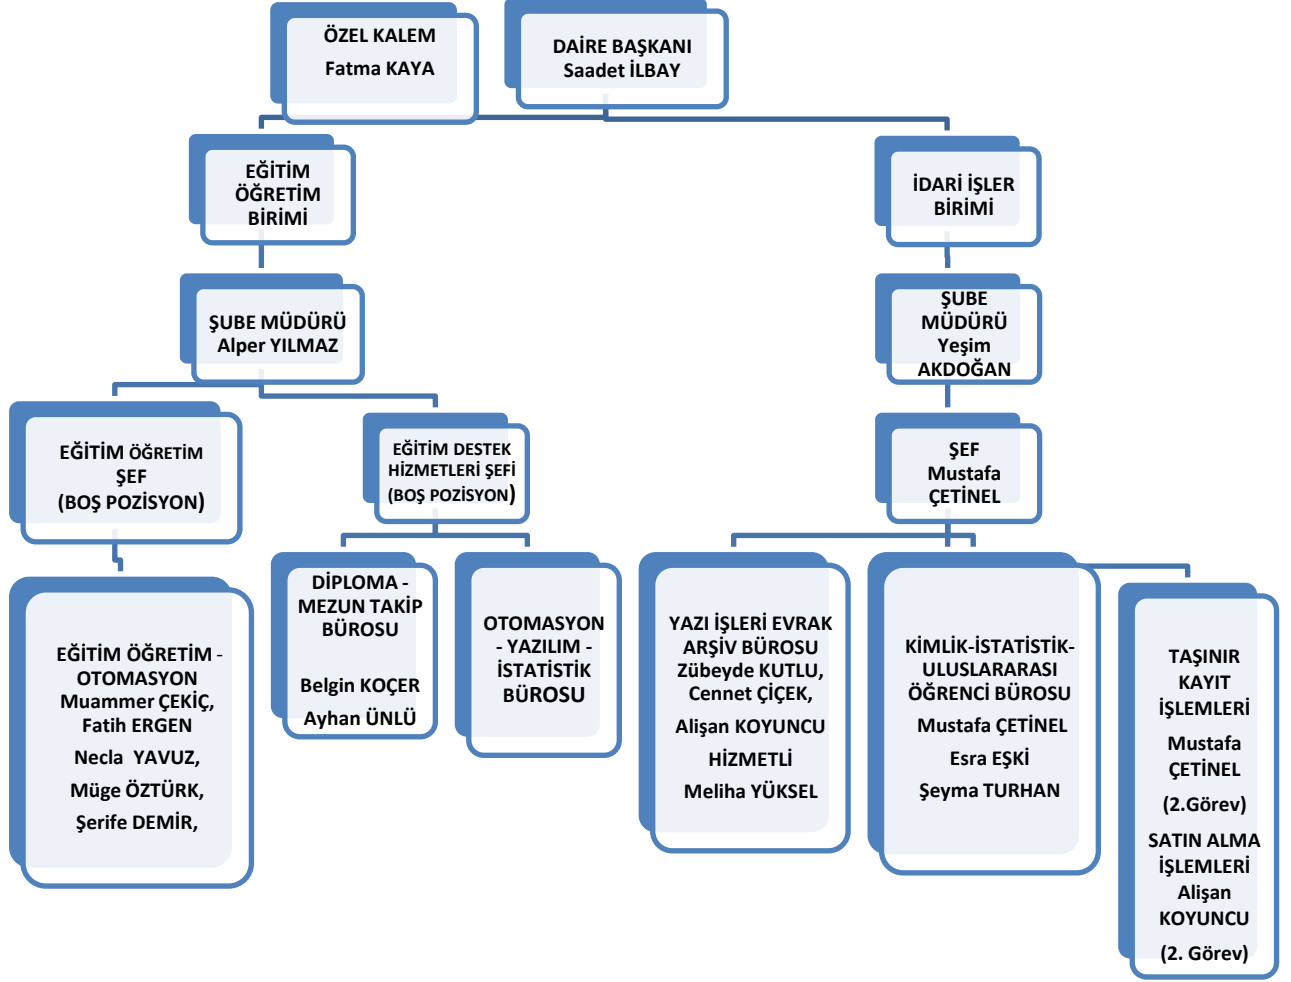 ÖZEL KALEM
Fatma KAYA
DAİRE BAŞKANI
Saadet İLBAY
EĞİTİM
ÖĞRETİM
BİRİMİ
İDARİ İŞLER
BİRİMİ
ŞUBE MÜDÜRÜ
Alper YILMAZ
ŞUBE
MÜDÜRÜ
Yeşim
AKDOĞAN
EĞİTİM ÖĞRETİM
ŞEF
(BOŞ POZİSYON)
EĞİTİM DESTEK
HİZMETLERİ ŞEFİ
(BOŞ POZİSYON)
ŞEF
Mustafa
ÇETİNEL
EĞİTİM ÖĞRETİM -
OTOMASYON
Muammer ÇEKİÇ,
Fatih ERGEN
Necla YAVUZ,
Müge ÖZTÜRK,
Şerife DEMİR,
DİPLOMA -
MEZUN TAKİP
BÜROSU
Belgin KOÇER
Ayhan ÜNLÜ
OTOMASYON
- YAZILIM -
İSTATİSTİK
BÜROSU
YAZI İŞLERİ EVRAK
ARŞİV BÜROSU
Zübeyde KUTLU,
Cennet ÇİÇEK,
Alişan KOYUNCU
HİZMETLİ
Meliha YÜKSEL
KİMLİK-İSTATİSTİK-
ULUSLARARASI
ÖĞRENCİ BÜROSU
Mustafa ÇETİNEL
Esra EŞKİ
Şeyma TURHAN
TAŞINIR
KAYIT
İŞLEMLERİ
Mustafa
ÇETİNEL
(2.Görev)
SATIN ALMA
İŞLEMLERİ
Alişan
KOYUNCU
(2. Görev)